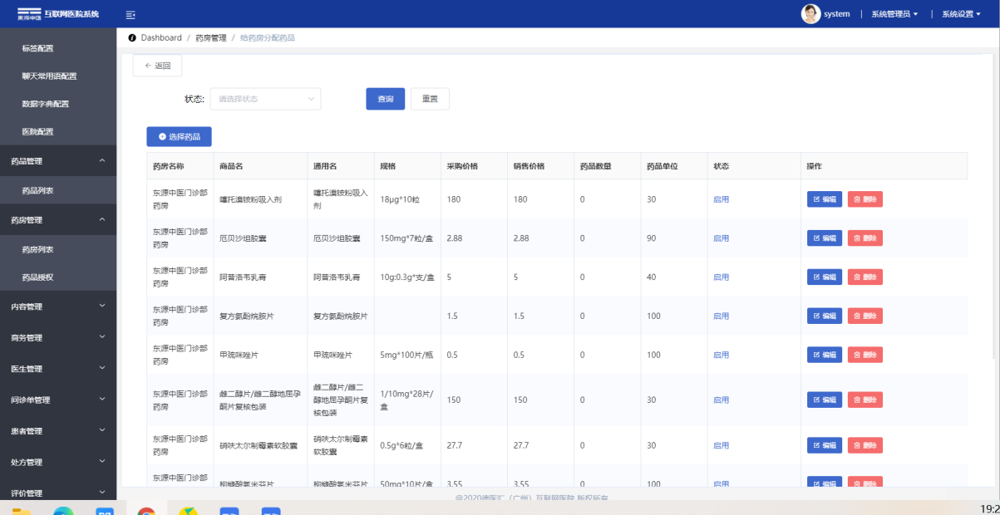 東海中医 互联网医院系统
system | 系统管理员 | 系统设置
Dashboard / 药房管理 / 给药房分配药品
标签配置
聊天常用语配置
数据字典配置
医院配置
药品管理
药品列表
药房管理
药房列表
药品授权
内容管理
商务管理
医生管理
问诊单管理
患者管理
处方管理
评价管理
返回
状态: 请选择状态 查询 重置
选择药品
药房名称 商品名 通用名 规格 采购价格 销售价格 药品数量 药品单位 状态 操作
东源中医门诊部
药房
噻托溴铵粉吸入剂
噻托溴铵粉吸入
剂
18μg*10粒 180 180 0 30 启用 编辑 删除
东源中医门诊部
药房
厄贝沙坦胶囊 厄贝沙坦胶囊 150mg*7粒/盒 2.88 2.88 0 90 启用 编辑 删除
东源中医门诊部
药房
阿昔洛韦乳膏 阿昔洛韦乳膏 10g:0.3g*支/盒 5 5 0 40 启用 编辑 删除
东源中医门诊部
药房
复方氨酚烷胺片 复方氨酚烷胺片 1.5 1.5 0 100 启用 编辑 删除
东源中医门诊部
药房
甲巯咪唑片 甲巯咪唑片 5mg*100片/瓶 0.5 0.5 0 100 启用 编辑 删除
东源中医门诊部
药房
雌二醇片/雌二醇地屈孕
酮片复核包装
雌二醇片/雌二
醇地屈孕酮片复
核包装
1/10mg*28片/
盒
150 150 0 30 启用 编辑 删除
东源中医门诊部
药房
硝呋太尔制霉素软胶囊
硝呋太尔制霉素
软胶囊
0.5g*6粒/盒 27.7 27.7 0 30 启用 编辑 删除
东源中医门诊部
枸橼酸氯米芬片 枸橼酸氯米芬片 50mg*10片/盒 3.55 3.55 0 100 启用 编辑 删除
@2020德医汇（广州）互联网医院 版权所有
19:2